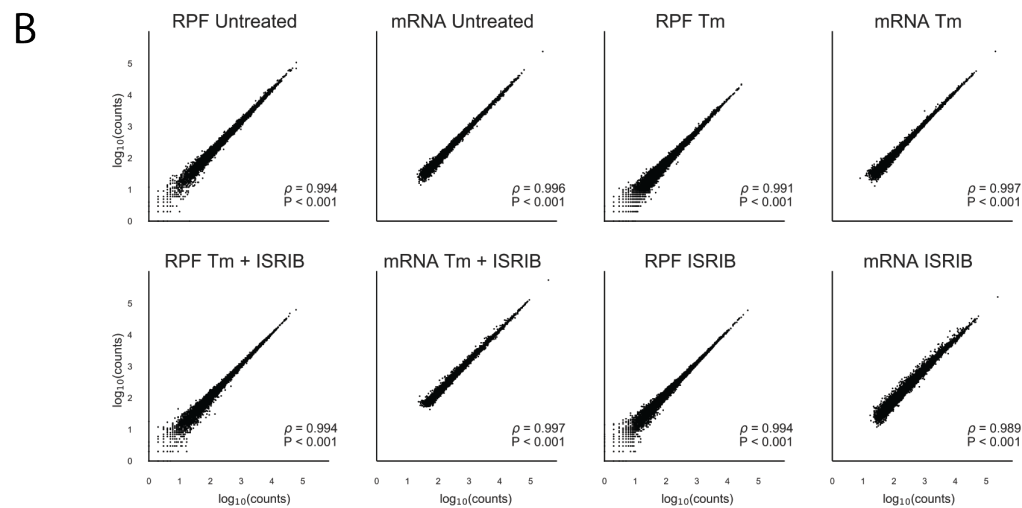 B
RPF Untreated
mRNA Untreated
RPF Tm
mRNA Tm
log₁₀(counts)
5
4
3
2
1
0
ρ = 0.994
P < 0.001
ρ = 0.996
P < 0.001
ρ = 0.991
P < 0.001
ρ = 0.997
P < 0.001
RPF Tm + ISRIB
mRNA Tm + ISRIB
RPF ISRIB
mRNA ISRIB
log₁₀(counts)
5
4
3
2
1
0
ρ = 0.994
P < 0.001
ρ = 0.997
P < 0.001
ρ = 0.994
P < 0.001
ρ = 0.989
P < 0.001
0 1 2 3 4 5
0 1 2 3 4 5
0 1 2 3 4 5
0 1 2 3 4 5
log₁₀(counts)
log₁₀(counts)
log₁₀(counts)
log₁₀(counts)